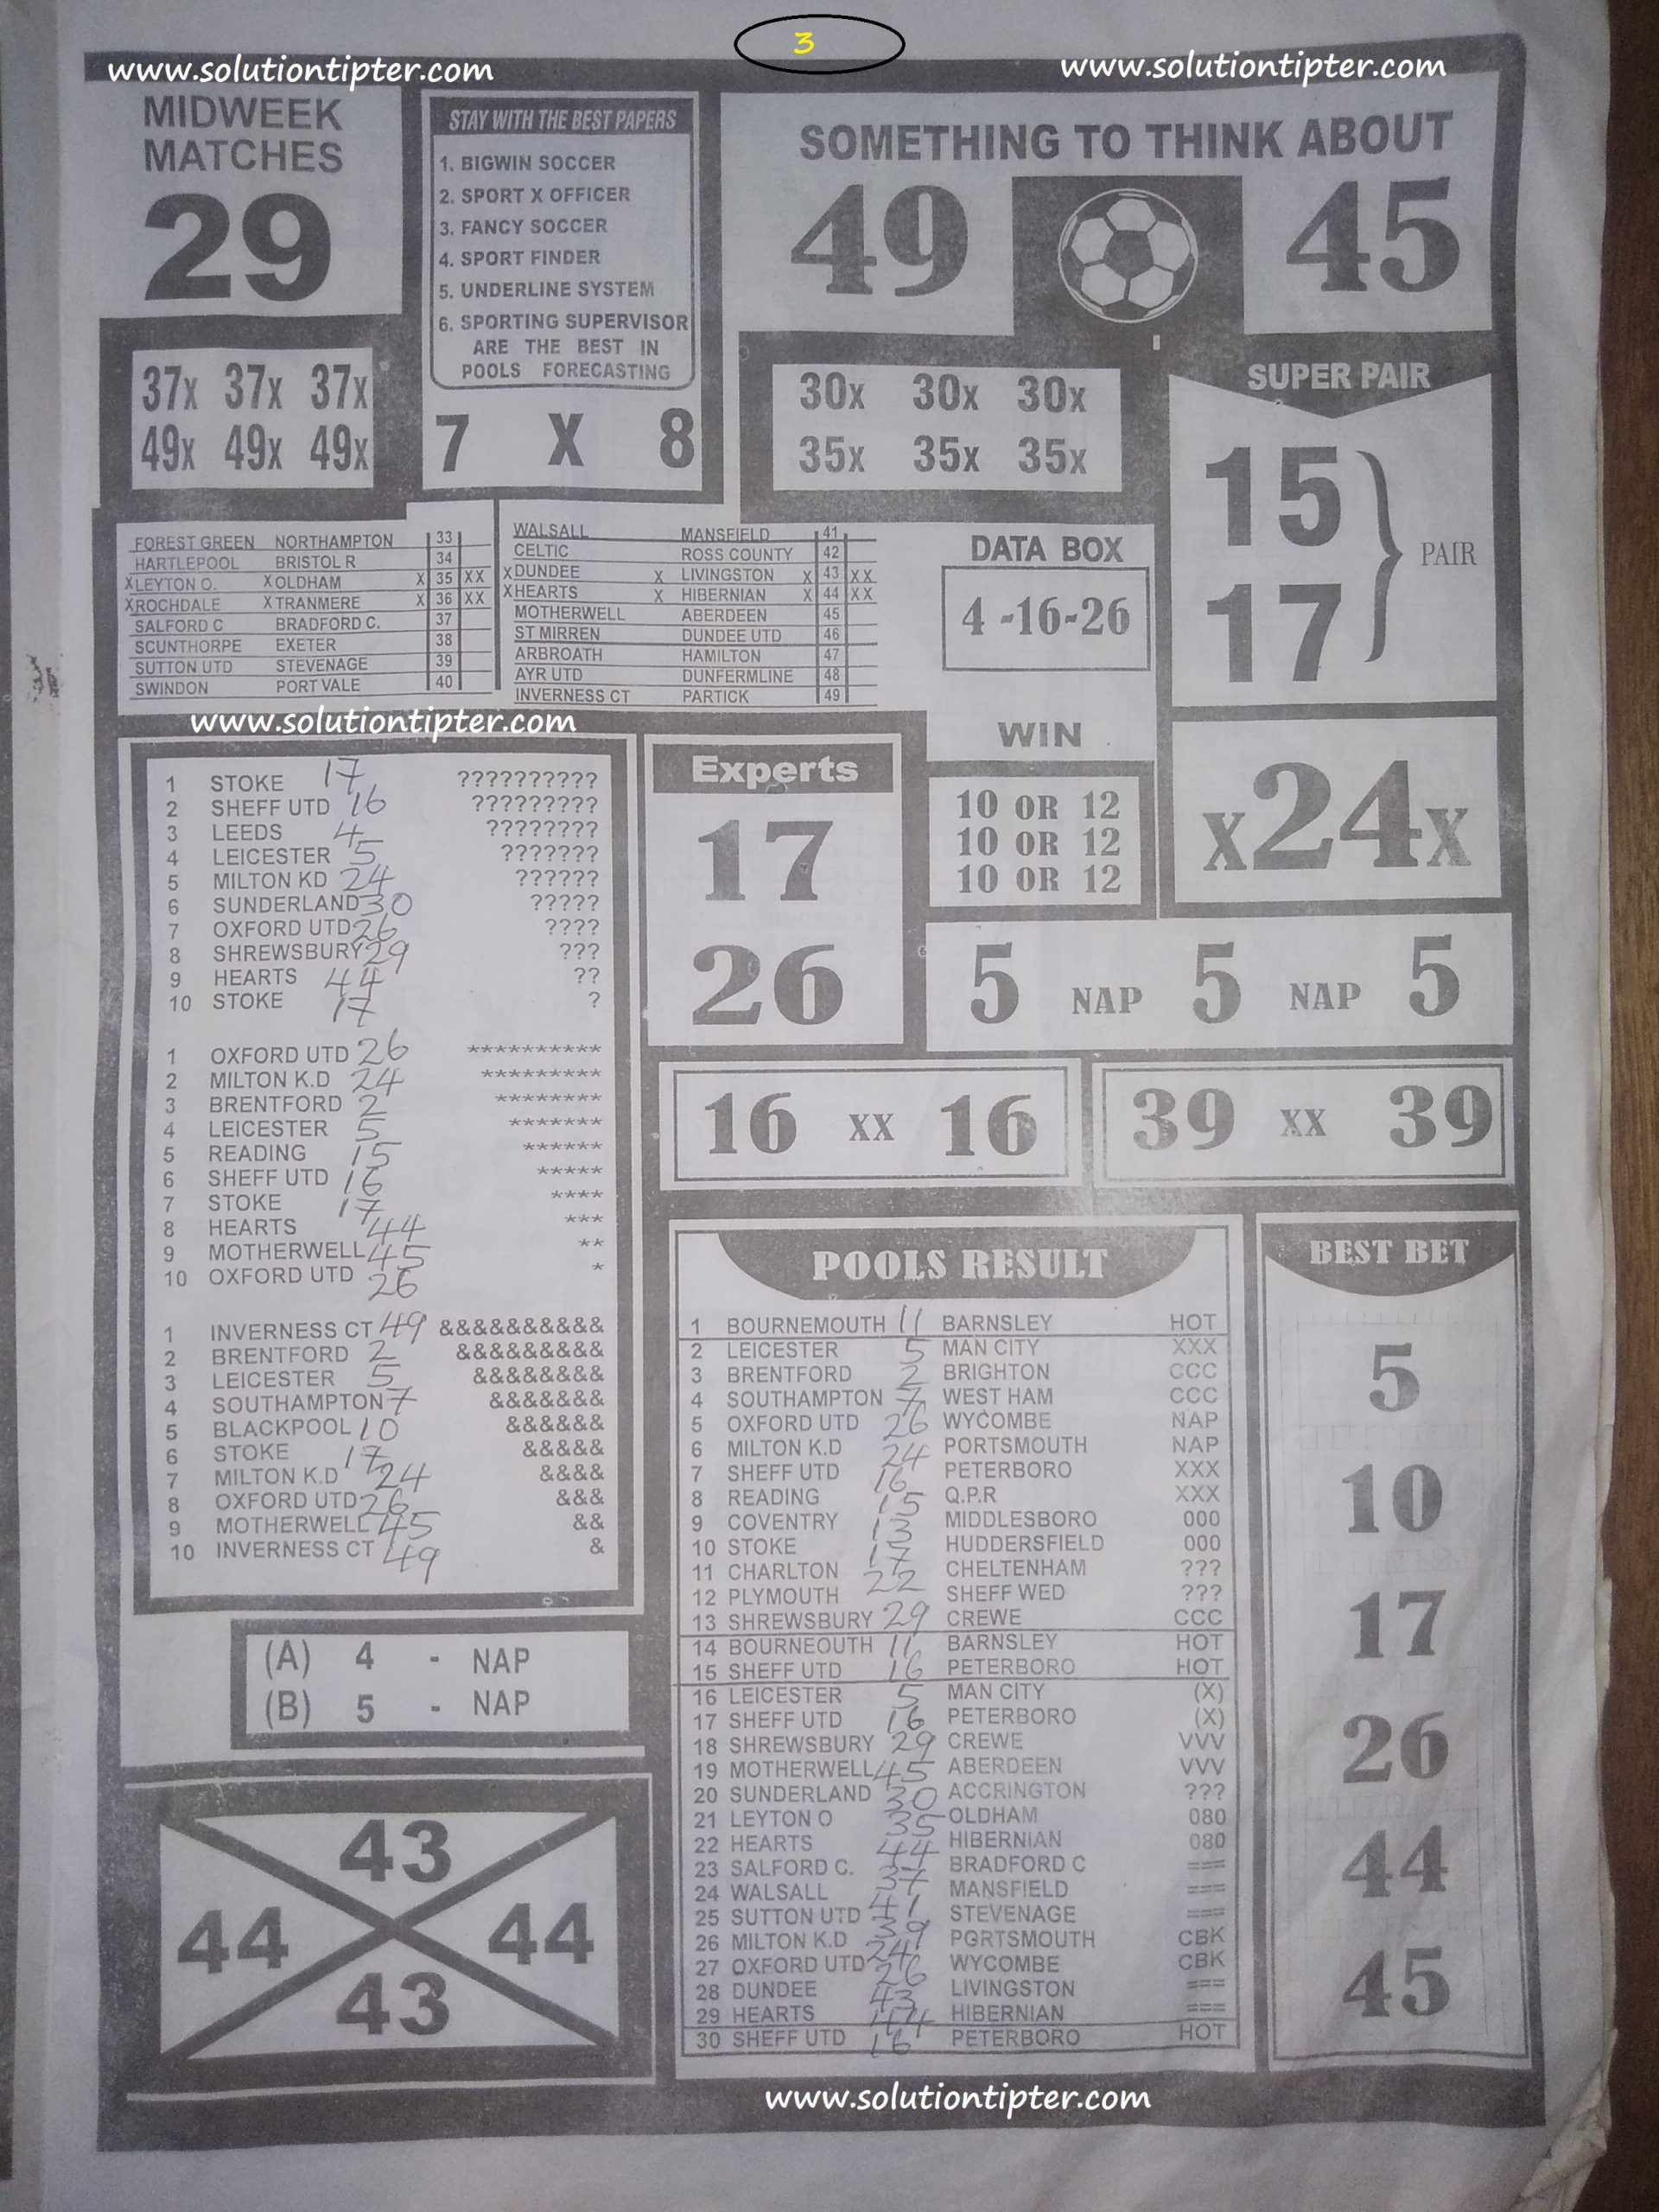 3
www.solutiontipter.com
www.solutiontipter.com
MIDWEEK
MATCHES
29
STAY WITH THE BEST PAPERS
1. BIGWIN SOCCER
2. SPORT X OFFICER
3. FANCY SOCCER
4. SPORT FINDER
5. UNDERLINE SYSTEM
6. SPORTING SUPERVISOR
ARE THE BEST IN
POOLS FORECASTING
7 X 8
SOMETHING TO THINK ABOUT
49 45
37x 37x 37x
49x 49x 49x
30x 30x 30x
35x 35x 35x
SUPER PAIR
15
17
PAIR
FOREST GREEN NORTHAMPTON 33
HARTLEPOOL BRISTOL R 34
XLEYTON O. XOLDHAM X 35 XX
XROCHDALE XTRANMERE X 36 XX
SALFORD C BRADFORD C. 37
SCUNTHORPE EXETER 38
SUTTON UTD STEVENAGE 39
SWINDON PORT VALE 40
WALSALL MANSFIELD 41
CELTIC ROSS COUNTY 42
XDUNDEE X LIVINGSTON X 43 XX
XHEARTS X HIBERNIAN X 44 XX
MOTHERWELL ABERDEEN 45
ST MIRREN DUNDEE UTD 46
ARBROATH HAMILTON 47
AYR UTD DUNFERMLINE 48
INVERNESS CT PARTICK 49
DATA BOX
4 -16-26
www.solutiontipter.com
1 STOKE 17 ??????????
2 SHEFF UTD 16 ?????????
3 LEEDS 4 ????????
4 LEICESTER 5 ???????
5 MILTON KD 24 ??????
6 SUNDERLAND 30 ?????
7 OXFORD UTD 26 ????
8 SHREWSBURY 29 ???
9 HEARTS 44 ??
10 STOKE 17 ?
1 OXFORD UTD 26 **********
2 MILTON K.D 24 *********
3 BRENTFORD 2 ********
4 LEICESTER 5 *******
5 READING 15 ******
6 SHEFF UTD 16 *****
7 STOKE 17 ****
8 HEARTS 44 ***
9 MOTHERWELL 45 **
10 OXFORD UTD 26 *
1 INVERNESS CT 49 &&&&&&&&&&
2 BRENTFORD 2 &&&&&&&&&
3 LEICESTER 5 &&&&&&&&
4 SOUTHAMPTON 7 &&&&&&&
5 BLACKPOOL 10 &&&&&&
6 STOKE 17 &&&&&
7 MILTON K.D 24 &&&&
8 OXFORD UTD 26 &&&
9 MOTHERWELL 45 &&
10 INVERNESS CT 49 &
Experts
17
26
WIN
10 OR 12
10 OR 12
10 OR 12
X24X
5 NAP 5 NAP 5
16 XX 16
39 XX 39
(A) 4 - NAP
(B) 5 - NAP
43
44 44
43
POOLS RESULT
1 BOURNEMOUTH 11 BARNSLEY HOT
2 LEICESTER 5 MAN CITY XXX
3 BRENTFORD 2 BRIGHTON CCC
4 SOUTHAMPTON 7 WEST HAM CCC
5 OXFORD UTD 26 WYCOMBE NAP
6 MILTON K.D 24 PORTSMOUTH NAP
7 SHEFF UTD 16 PETERBORO XXX
8 READING 15 Q.P.R XXX
9 COVENTRY 13 MIDDLESBORO 000
10 STOKE 17 HUDDERSFIELD 000
11 CHARLTON 22 CHELTENHAM ???
12 PLYMOUTH SHEFF WED ???
13 SHREWSBURY 29 CREWE CCC
14 BOURNEOUTH 11 BARNSLEY HOT
15 SHEFF UTD 16 PETERBORO HOT
16 LEICESTER 5 MAN CITY (X)
17 SHEFF UTD 16 PETERBORO (X)
18 SHREWSBURY 29 CREWE VVV
19 MOTHERWELL 45 ABERDEEN VVV
20 SUNDERLAND 30 ACCRINGTON ???
21 LEYTON O 35 OLDHAM 080
22 HEARTS 44 HIBERNIAN 080
23 SALFORD C. 37 BRADFORD C ===
24 WALSALL 41 MANSFIELD ===
25 SUTTON UTD 39 STEVENAGE ===
26 MILTON K.D 24 PORTSMOUTH CBK
27 OXFORD UTD 26 WYCOMBE CBK
28 DUNDEE 43 LIVINGSTON ===
29 HEARTS 44 HIBERNIAN ===
30 SHEFF UTD 16 PETERBORO HOT
BEST BET
5
10
17
26
44
45
www.solutiontipter.com